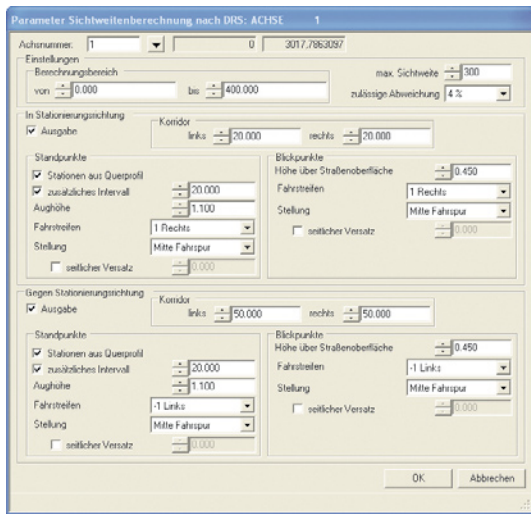 Parameter Sichtweitenberechnung nach DRS: ACHSE 1
Achsnummer: 1 0 3017,7863097
Einstellungen
Berechnungsbereich
von 0.000 bis 400.000
max. Sichtweite 300
zulässige Abweichung 4 %
In Stationierungsrichtung
Ausgabe
Korridor
links 20.000 rechts 20.000
Standpunkte
Stationen aus Querprofil
zusätzliches Intervall 20.000
Aughöhe 1.100
Fahrstreifen 1 Rechts
Stellung Mitte Fahrspur
seitlicher Versatz 0.000
Blickpunkte
Höhe über Straßenoberfläche 0.450
Fahrstreifen 1 Rechts
Stellung Mitte Fahrspur
seitlicher Versatz 0.000
Gegen Stationierungsrichtung
Ausgabe
Korridor
links 50.000 rechts 50.000
Standpunkte
Stationen aus Querprofil
zusätzliches Intervall 20.000
Aughöhe 1.100
Fahrstreifen -1 Links
Stellung Mitte Fahrspur
seitlicher Versatz 0.000
Blickpunkte
Höhe über Straßenoberfläche 0.450
Fahrstreifen -1 Links
Stellung Mitte Fahrspur
seitlicher Versatz 0.000
OK Abbrechen